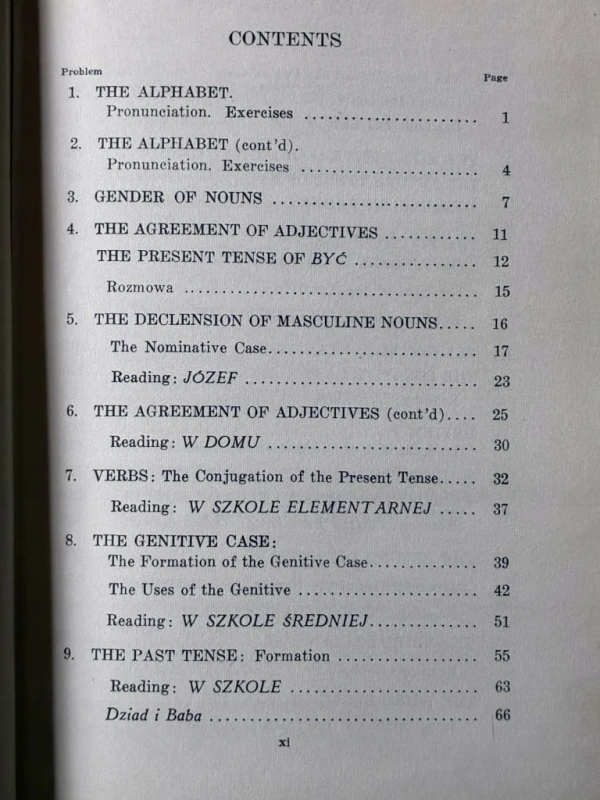 CONTENTS
Problem Page
1. THE ALPHABET.
Pronunciation. Exercises ........................ 1
2. THE ALPHABET (cont'd).
Pronunciation. Exercises ........................ 4
3. GENDER OF NOUNS ............................ 7
4. THE AGREEMENT OF ADJECTIVES ............ 11
THE PRESENT TENSE OF BYĆ ................ 12
Rozmowa ...................................... 15
5. THE DECLENSION OF MASCULINE NOUNS..... 16
The Nominative Case............................ 17
Reading: JÓZEF ................................ 23
6. THE AGREEMENT OF ADJECTIVES (cont'd).... 25
Reading: W DOMU ............................. 30
7. VERBS: The Conjugation of the Present Tense..... 32
Reading: W SZKOLE ELEMENTARNEJ ..... 37
8. THE GENITIVE CASE:
The Formation of the Genitive Case............... 39
The Uses of the Genitive ........................ 42
Reading: W SZKOLE ŚREDNIEJ............... 51
9. THE PAST TENSE: Formation ................... 55
Reading: W SZKOLE .......................... 63
Dziad i Baba ................................... 66
xi